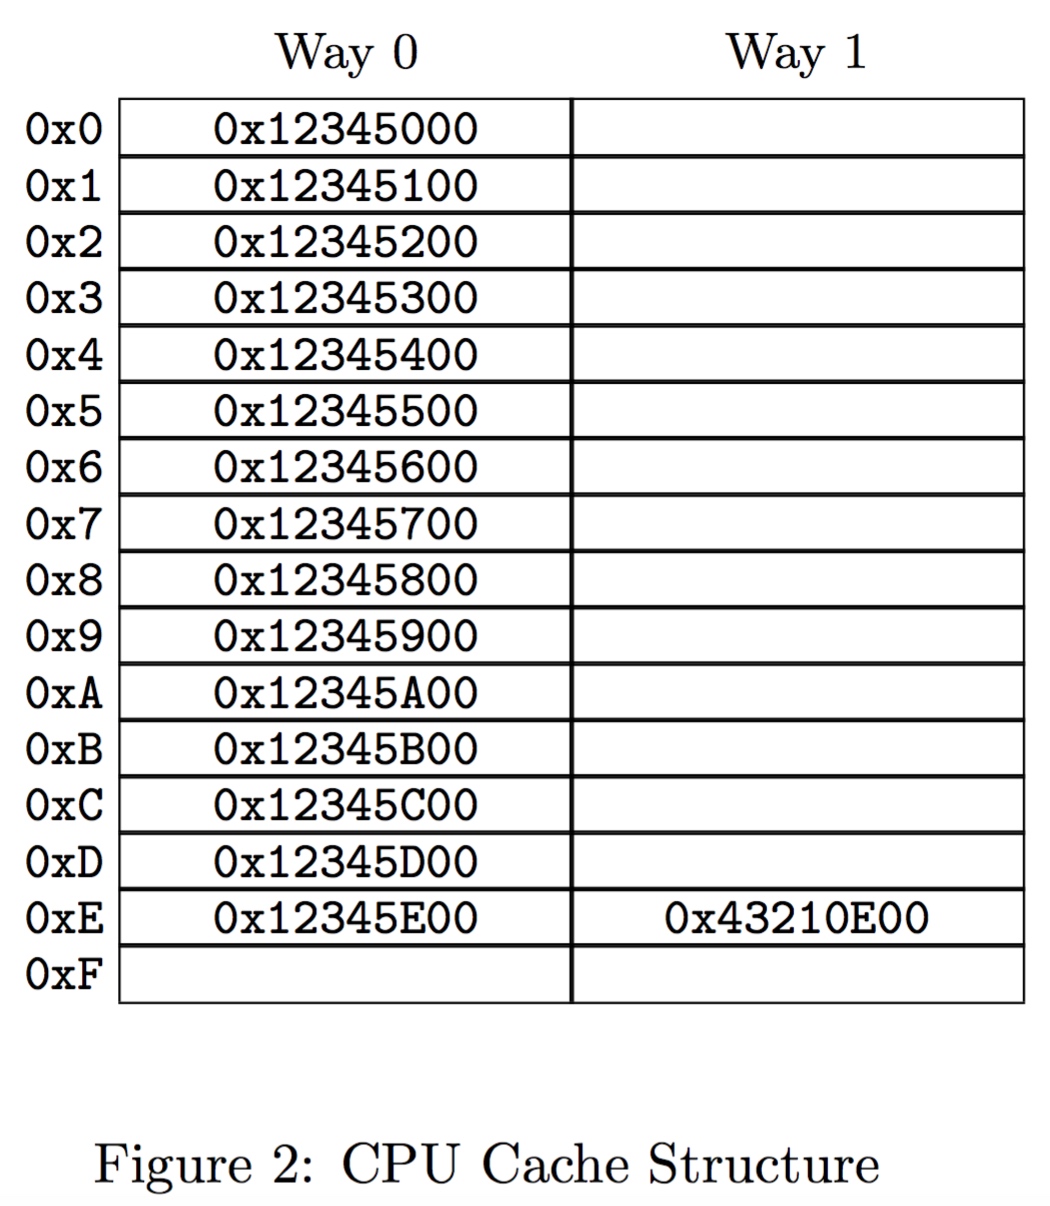 Way 0 Way 1
0x0 0x12345000
0x1 0x12345100
0x2 0x12345200
0x3 0x12345300
0x4 0x12345400
0x5 0x12345500
0x6 0x12345600
0x7 0x12345700
0x8 0x12345800
0x9 0x12345900
0xA 0x12345A00
0xB 0x12345B00
0xC 0x12345C00
0xD 0x12345D00
0xE 0x12345E00 0x43210E00
0xF
Figure 2: CPU Cache Structure